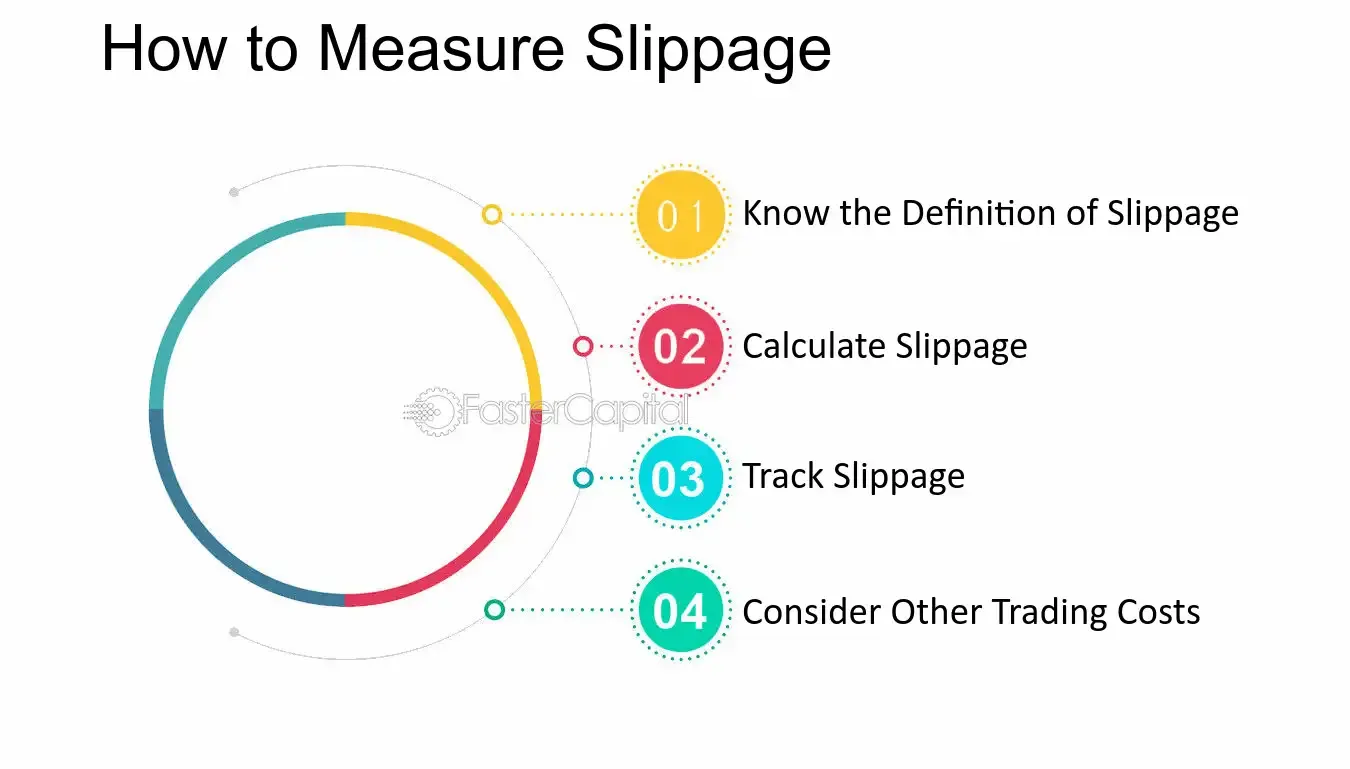 How to Measure Slippage
01
Know the Definition of Slippage
02
Calculate Slippage
FasterCapital
03
Track Slippage
04
Consider Other Trading Costs